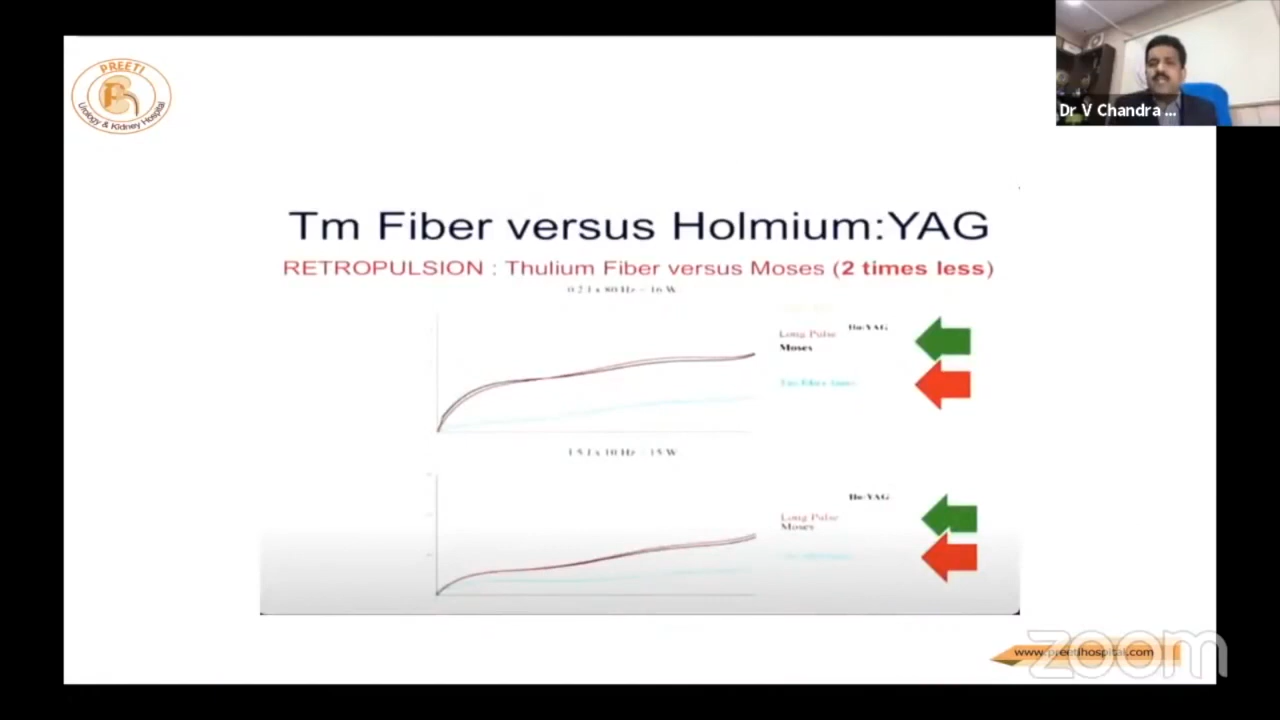 PREETI
Urology & Kidney Hospital
Dr V Chandra ...
Tm Fiber versus Holmium:YAG
RETROPULSION : Thulium Fiber versus Moses (2 times less)
0.2 J x 80 Hz = 16 W
Ho:YAG
Long Pulse
Moses
Tm Fiber laser
1.5 J x 10 Hz = 15 W
Ho:YAG
Long Pulse
Moses
www.preetihospital.com
zoom